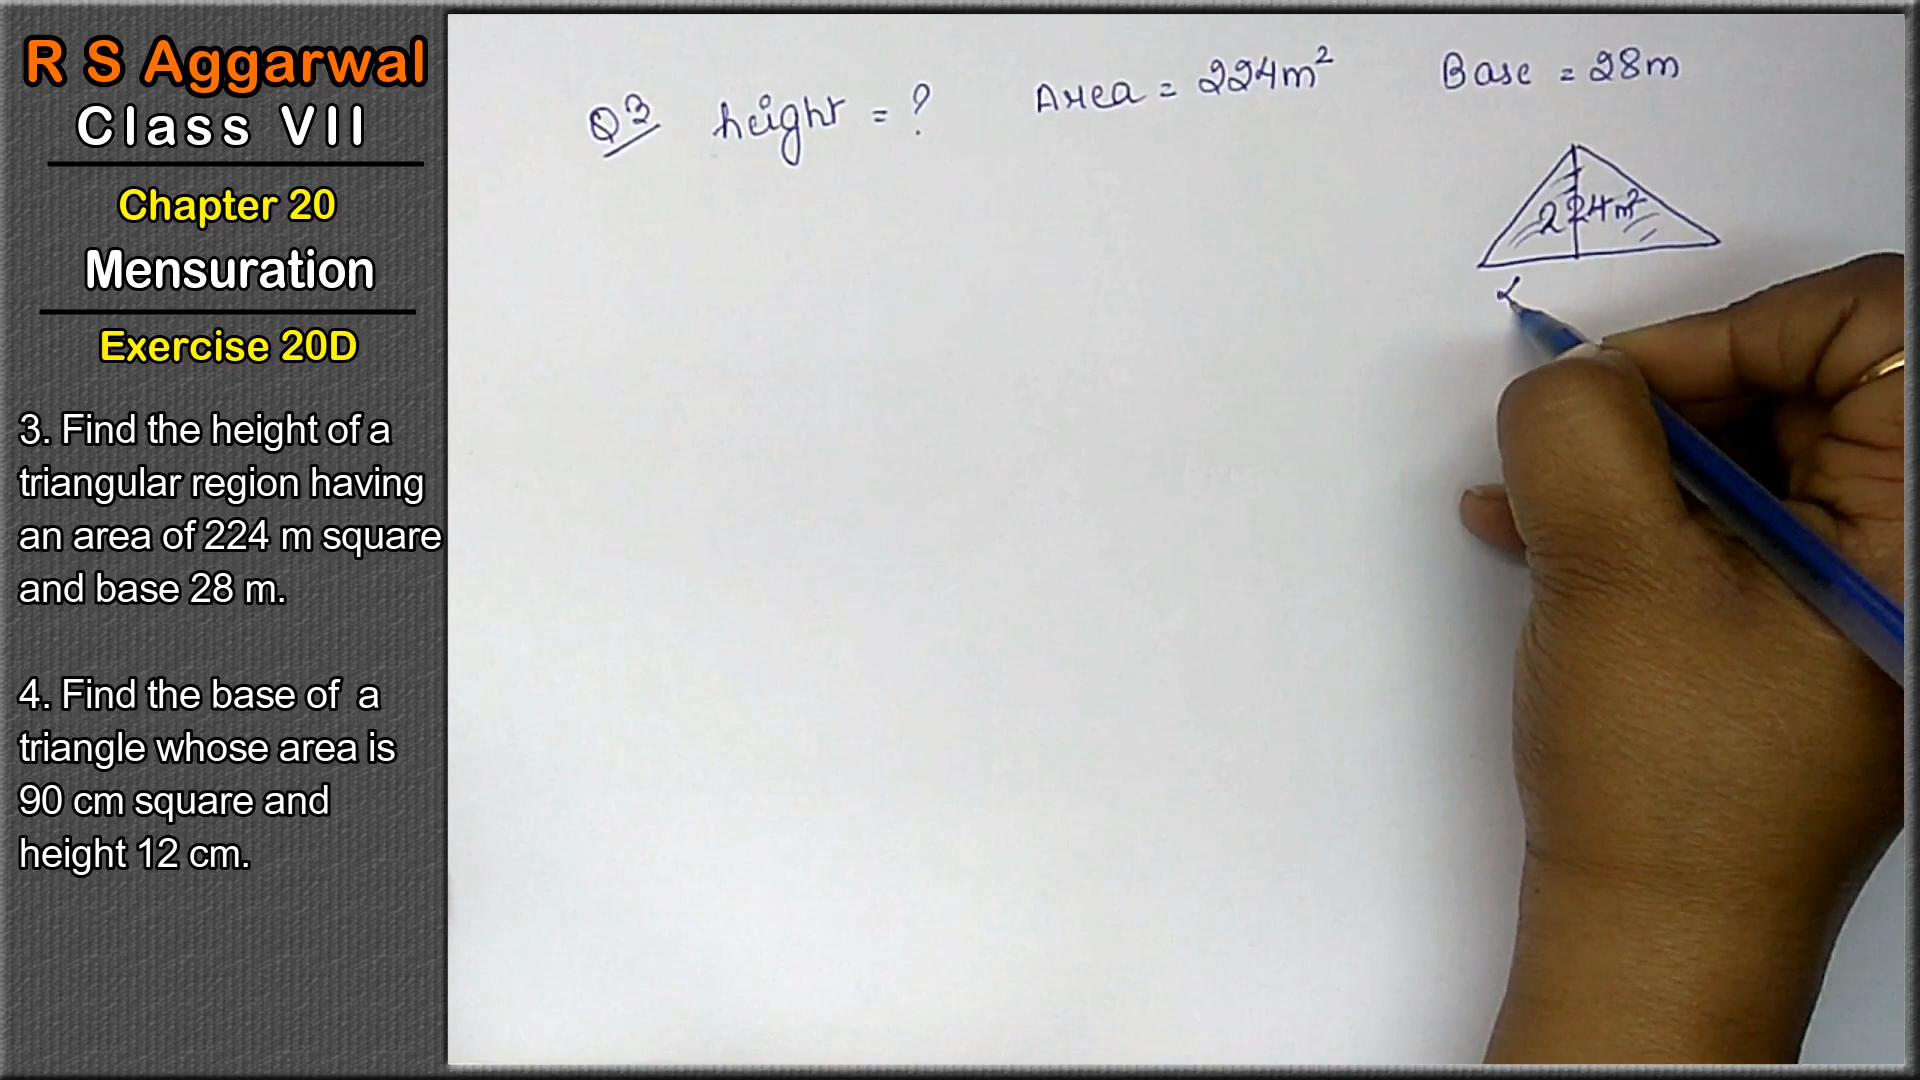 R S Aggarwal
Class VII
Chapter 20
Mensuration
Exercise 20D
3. Find the height of a
triangular region having
an area of 224 m square
and base 28 m.
4. Find the base of a
triangle whose area is
90 cm square and
height 12 cm.
Q3 height = ? Area = 224m² Base = 28m
224m²